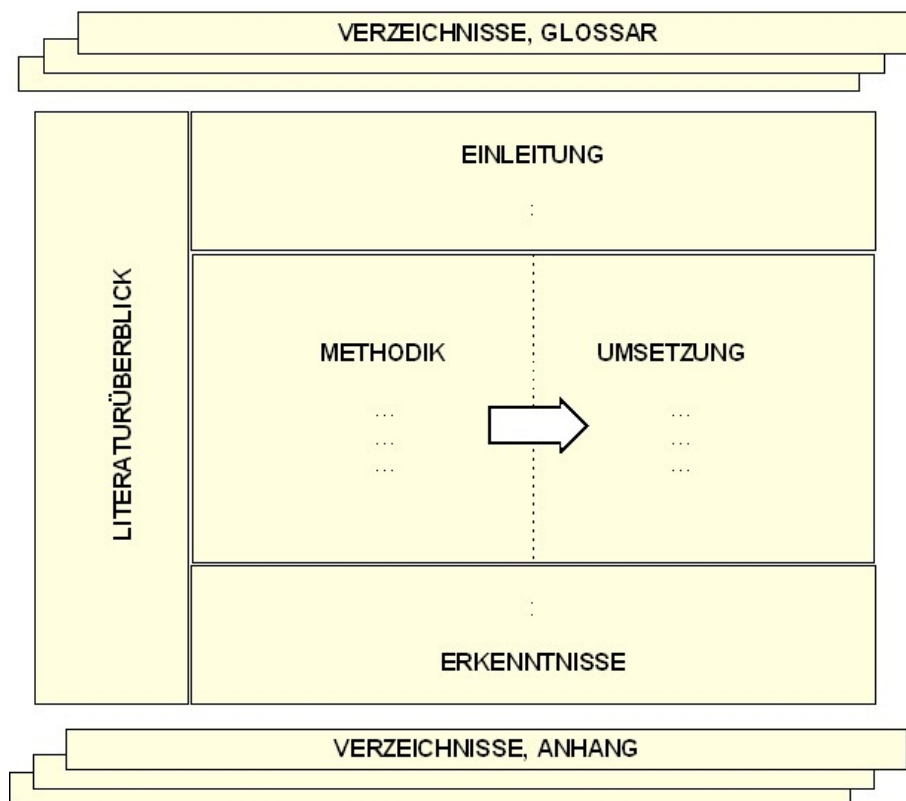 VERZEICHNISSE, GLOSSAR
LITERATURÜBERBLICK
EINLEITUNG
:
METHODIK
...
...
...
UMSETZUNG
...
...
...
:
ERKENNTNISSE
VERZEICHNISSE, ANHANG